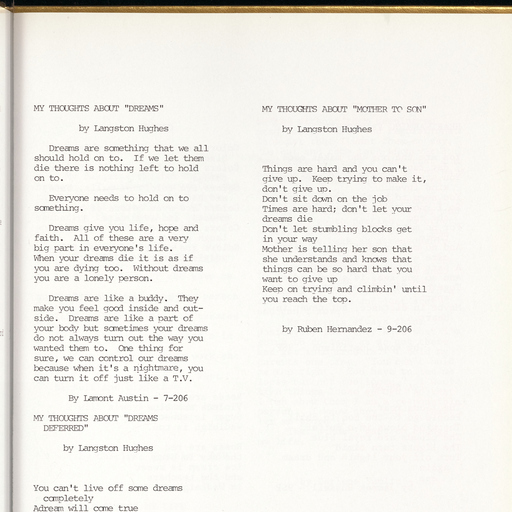 MY THOUGHTS ABOUT "DREAMS"
by Langston Hughes
Dreams are something that we all
should hold on to. If we let them
die there is nothing left to hold
on to.
Everyone needs to hold on to
something.
Dreams give you life, hope and
faith. All of these are a very
big part in everyone's life.
When your dreams die it is as if
you are dying too. Without dreams
you are a lonely person.
Dreams are like a buddy. They
make you feel good inside and out-
side. Dreams are like a part of
your body but sometimes your dreams
do not always turn out the way you
wanted them to. One thing for
sure, we can control our dreams
because when it's a nightmare, you
can turn it off just like a T.V.
By Lamont Austin - 7-206
MY THOUGHTS ABOUT "DREAMS
DEFERRED"
by Langston Hughes
You can't live off some dreams
completely
Adream will come true
MY THOUGHTS ABOUT "MOTHER TO SON"
by Langston Hughes
Things are hard and you can't
give up. Keep trying to make it,
don't give up.
Don't sit down on the job
Times are hard; don't let your
dreams die
Don't let stumbling blocks get
in your way
Mother is telling her son that
she understands and knows that
things can be so hard that you
want to give up
Keep on trying and climbin' until
you reach the top.
by Ruben Hernandez - 9-206